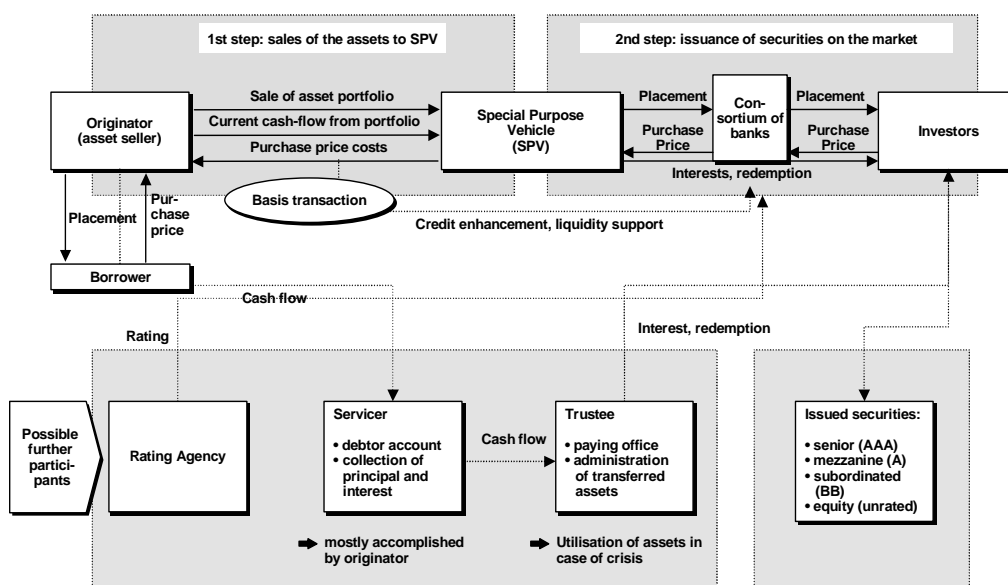 1st step: sales of the assets to SPV
2nd step: issuance of securities on the market
Originator
(asset seller)
Sale of asset portfolio
Current cash-flow from portfolio
Purchase price costs
Special Purpose
Vehicle
(SPV)
Placement
Purchase
Price
Con-
sortium of
banks
Placement
Purchase
Price
Investors
Interests, redemption
Basis transaction
Credit enhancement, liquidity support
Placement
Pur-
chase
price
Borrower
Cash flow
Rating
Interest, redemption
Possible
further
partici-
pants
Rating Agency
Servicer
• debtor account
• collection of
principal and
interest
Cash flow
Trustee
• paying office
• administration
of transferred
assets
Issued securities:
• senior (AAA)
• mezzanine (A)
• subordinated
(BB)
• equity (unrated)
mostly accomplished
by originator
Utilisation of assets in
case of crisis